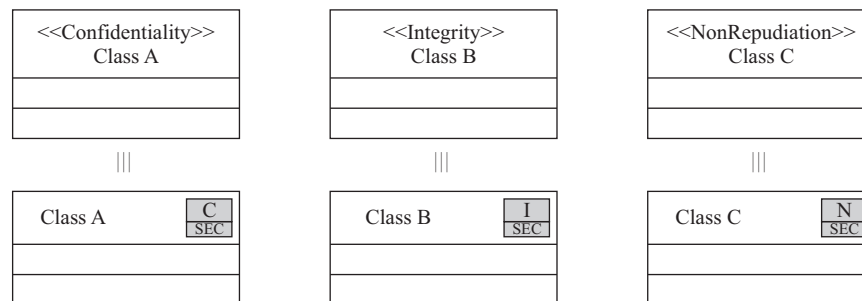 <<Confidentiality>>
Class A
<<Integrity>>
Class B
<<NonRepudiation>>
Class C
Class A
C
SEC
Class B
I
SEC
Class C
N
SEC